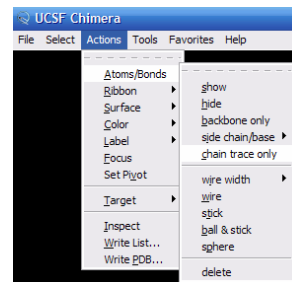 UCSF Chimera
File Select Actions Tools Favorites Help
Atoms/Bonds
Ribbon
Surface
Color
Label
Focus
Set Pivot
Target
Inspect
Write List...
Write PDB...
show
hide
backbone only
side chain/base
chain trace only
wire width
wire
stick
ball & stick
sphere
delete